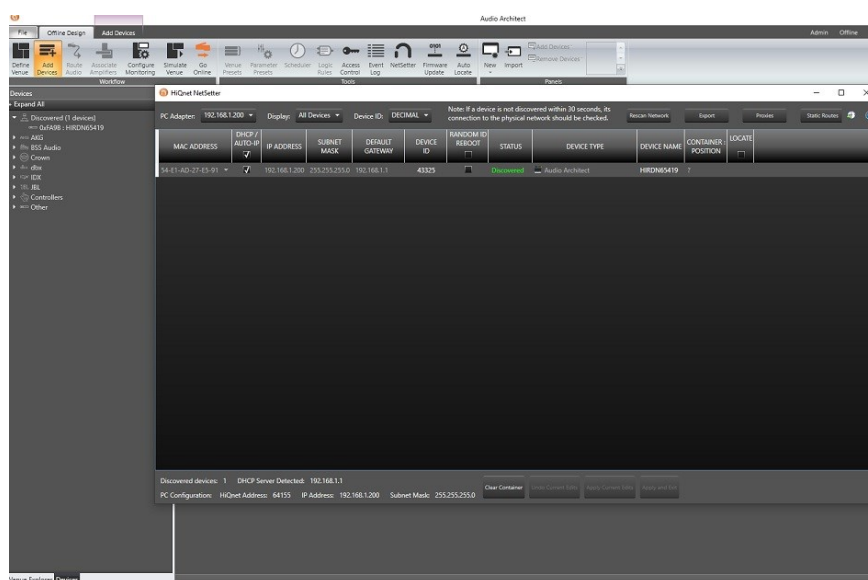 Audio Architect
File Offline Design Add Devices Admin Offline
Define Venue
Add Devices
Route Audio
Associate Amplifiers
Configure Monitoring
Simulate Venue
Go Online
Venue Presets
Parameter Presets
Scheduler
Logic Rules
Access Control
Event Log
NetSetter
Firmware Update
Auto Locate
New
Import
Add Devices
Remove Devices
Workflow Tools Panels
Devices
Expand All
Discovered (1 devices)
0xFA98 : HIRDN65419
AKG
BSS Audio
Crown
dbx
IDX
JBL
Controllers
Other
HiQnet NetSetter
PC Adapter: 192.168.1.200 Display: All Devices Device ID: DECIMAL
Note: If a device is not discovered within 30 seconds, its
connection to the physical network should be checked.
Rescan Network Export Proxies Static Routes
MAC ADDRESS
DHCP / AUTO-IP
IP ADDRESS
SUBNET MASK
DEFAULT GATEWAY
DEVICE ID
RANDOM ID REBOOT
STATUS
DEVICE TYPE
DEVICE NAME
CONTAINER : POSITION
LOCATE
54-E1-AD-27-E5-91 192.168.1.200 255.255.255.0 192.168.1.1 43325 Discovered Audio Architect HIRDN65419 ?
Discovered devices: 1 DHCP Server Detected: 192.168.1.1
PC Configuration: HiQnet Address: 64155 IP Address: 192.168.1.200 Subnet Mask: 255.255.255.0
Clear Container Undo Current Edits Apply Current Edits Apply and Exit
Venue Explorer Devices